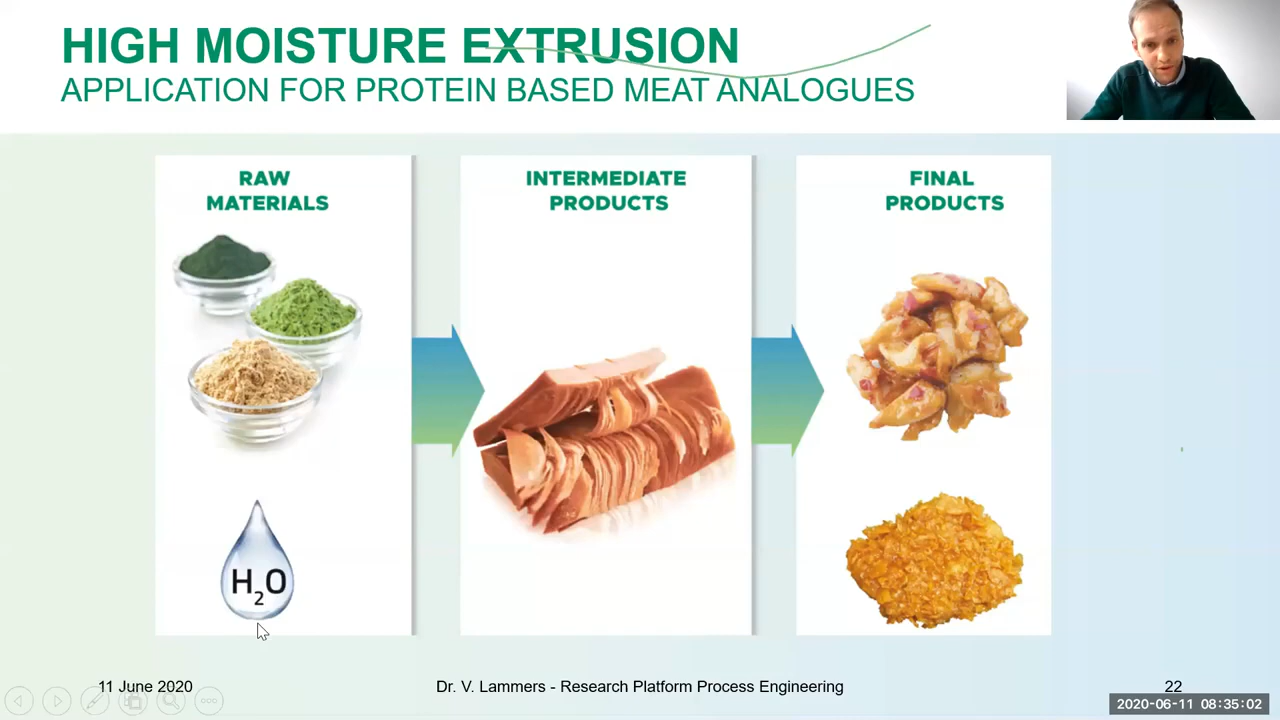 HIGH MOISTURE EXTRUSION
APPLICATION FOR PROTEIN BASED MEAT ANALOGUES
RAW
MATERIALS
H2O
INTERMEDIATE
PRODUCTS
FINAL
PRODUCTS
11 June 2020
Dr. V. Lammers - Research Platform Process Engineering
22
2020-06-11 08:35:02